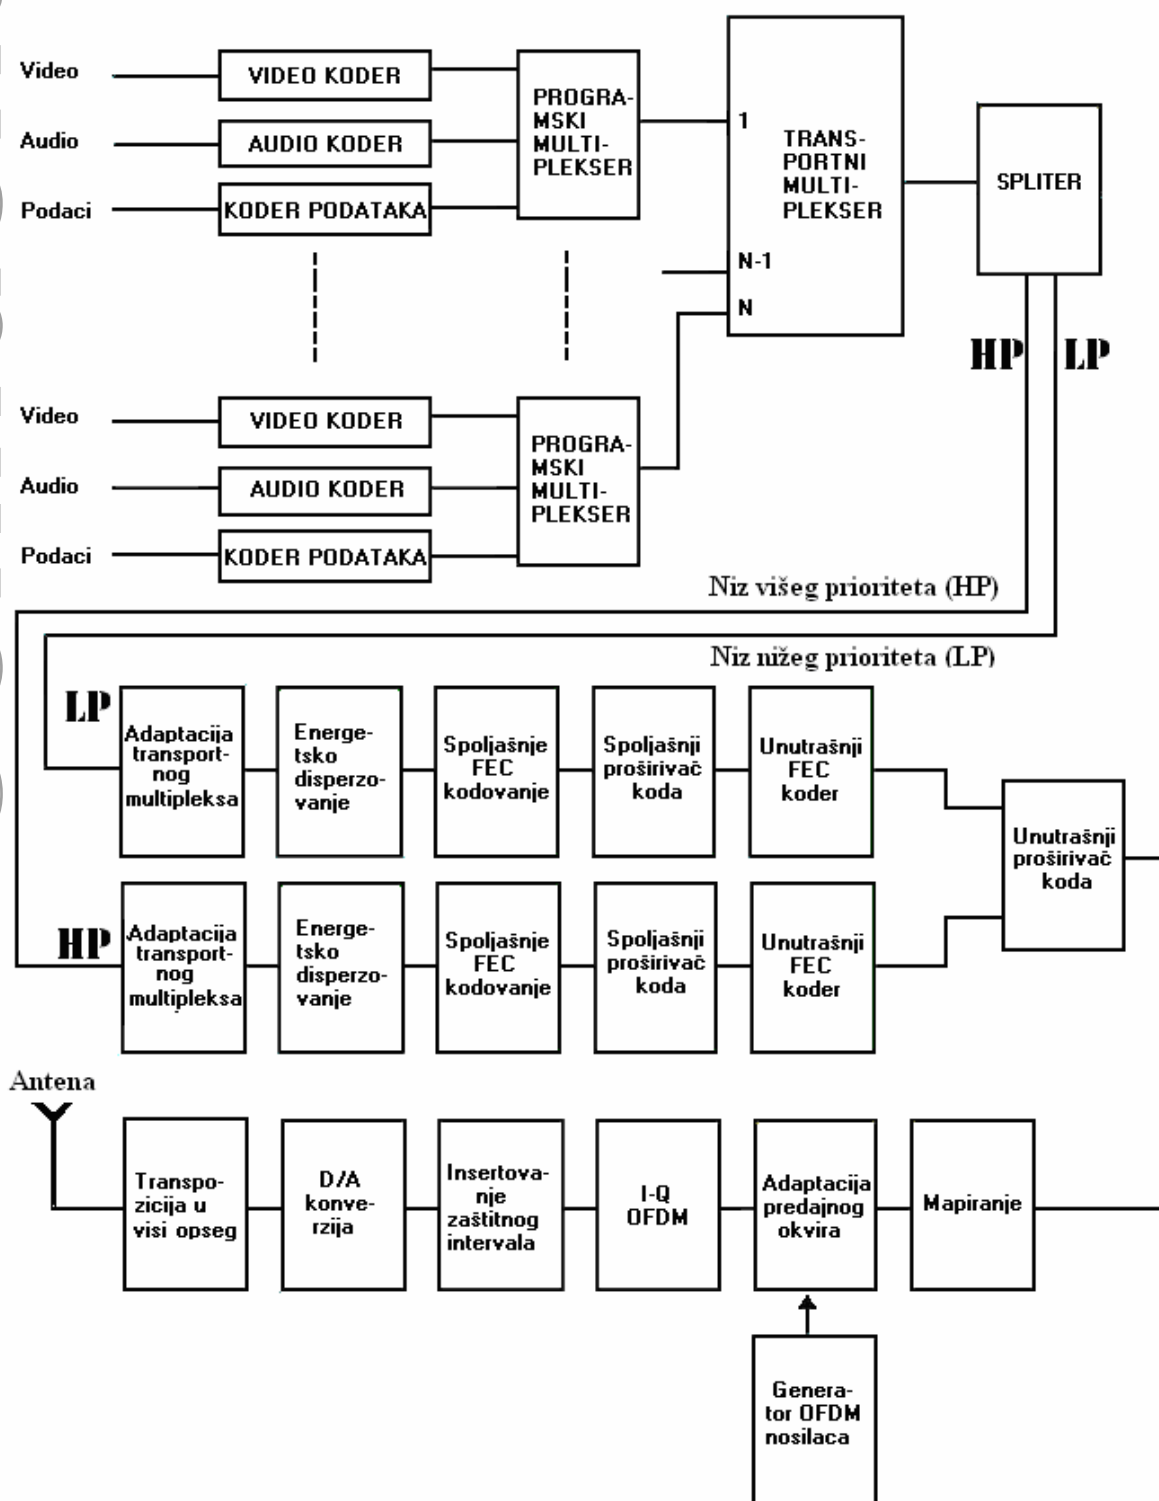 Video
VIDEO KODER
Audio
AUDIO KODER
Podaci
KODER PODATAKA
PROGRA-
MSKI
MULTI-
PLEKSER
1
TRANS-
PORTNI
MULTI-
PLEKSER
N-1
N
SPLITER
HP
LP
Video
VIDEO KODER
Audio
AUDIO KODER
Podaci
KODER PODATAKA
PROGRA-
MSKI
MULTI-
PLEKSER
Niz višeg prioriteta (HP)
Niz nižeg prioriteta (LP)
LP
Adaptacija
transport-
nog
multipleksa
Energe-
tsko
disperzo-
vanje
Spoljašnje
FEC
kodovanje
Spoljašnji
proširivač
koda
Unutrašnji
FEC
koder
Unutrašnji
proširivač
koda
HP
Adaptacija
transport-
nog
multipleksa
Energe-
tsko
disperzo-
vanje
Spoljašnje
FEC
kodovanje
Spoljašnji
proširivač
koda
Unutrašnji
FEC
koder
Antena
Transpo-
zicija u
visi opseg
D/A
konve-
rzija
Insertova-
nje
zaštitnog
intervala
I-Q
OFDM
Adaptacija
predajnog
okvira
Mapiranje
Genera-
tor OFDM
nosilaca